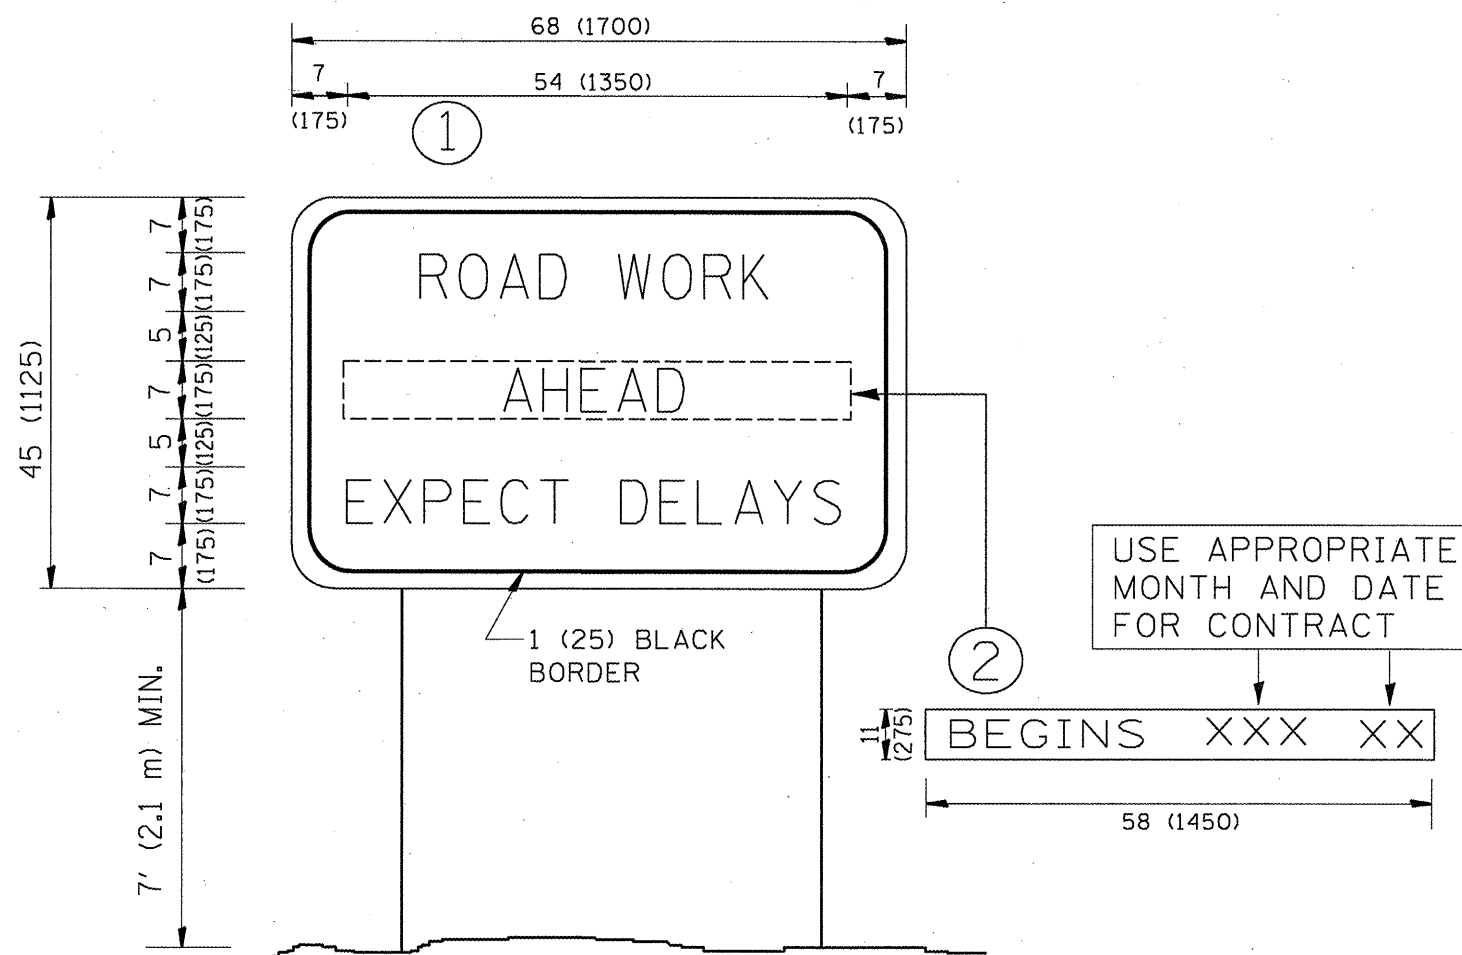 68 (1700)
7
54 (1350)
7
(175)
(175)
1
7
(175)
7
(175)
5
(125)
7
(175)
5
(125)
7
(175)
7
(175)
45 (1125)
ROAD WORK
AHEAD
EXPECT DELAYS
1 (25) BLACK
BORDER
7' (2.1 m) MIN.
2
USE APPROPRIATE
MONTH AND DATE
FOR CONTRACT
11
(275)
BEGINS XXX XX
58 (1450)